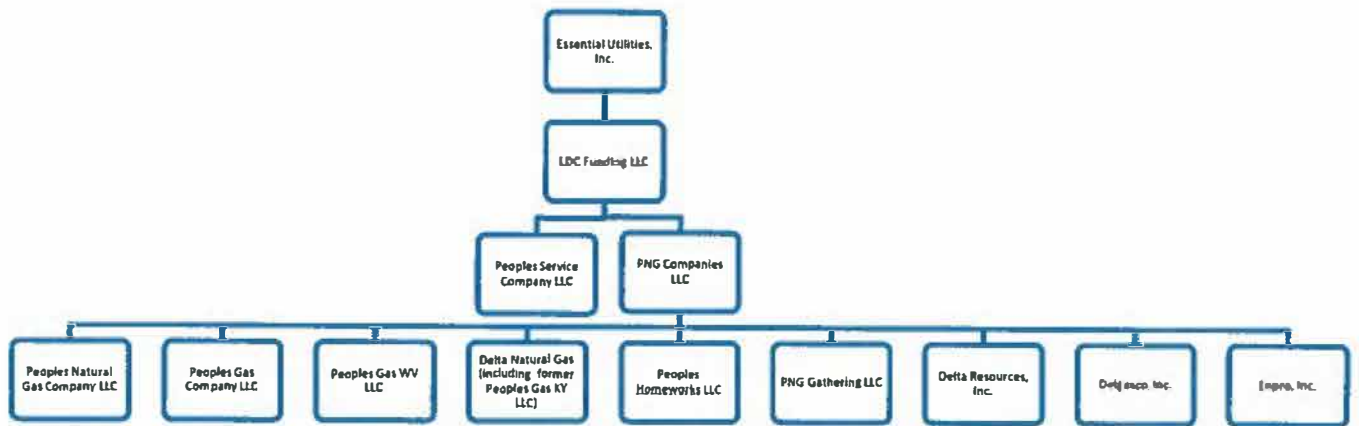 Essential Utilities,
Inc.
LDC Funding LLC
Peoples Service
Company LLC
PNG Companies
LLC
Peoples Natural
Gas Company LLC
Peoples Gas
Company LLC
Peoples Gas WV
LLC
Delta Natural Gas
(including former
Peoples Gas KY
LLC)
Peoples
Homeworks LLC
PNG Gathering LLC
Delta Resources,
Inc.
Delgasco, Inc.
Enpro, Inc.